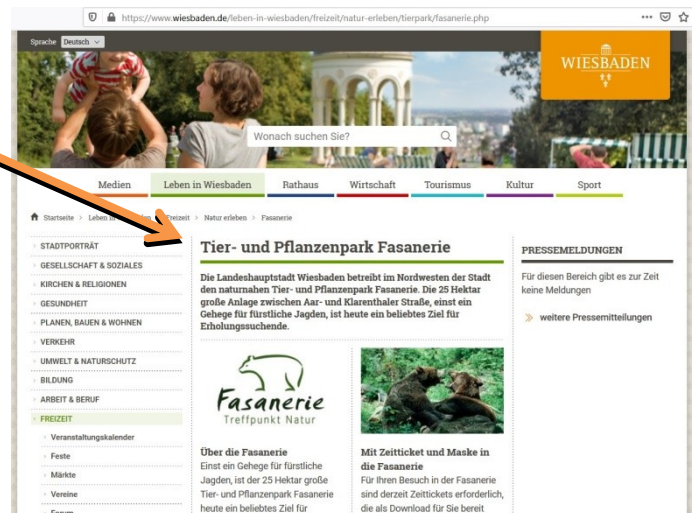 https://www.wiesbaden.de/leben-in-wiesbaden/freizeit/natur-erleben/tierpark/fasanerie.php
Sprache Deutsch
WIESBADEN
Wonach suchen Sie?
Medien
Leben in Wiesbaden
Rathaus
Wirtschaft
Tourismus
Kultur
Sport
Startseite > Leben in > Freizeit > Natur erleben > Fasanerie
STADTPORTRÄT
GESELLSCHAFT & SOZIALES
KIRCHEN & RELIGIONEN
GESUNDHEIT
PLANEN, BAUEN & WOHNEN
VERKEHR
UMWELT & NATURSCHUTZ
BILDUNG
ARBEIT & BERUF
FREIZEIT
Veranstaltungskalender
Feste
Märkte
Vereine
Forum
Tier- und Pflanzenpark Fasanerie
Die Landeshauptstadt Wiesbaden betreibt im Nordwesten der Stadt
den naturnahen Tier- und Pflanzenpark Fasanerie. Die 25 Hektar
große Anlage zwischen Aar- und Klarenthaler Straße, einst ein
Gehege für fürstliche Jagden, ist heute ein beliebtes Ziel für
Erholungssuchende.
Fasanerie
Treffpunkt Natur
Über die Fasanerie
Einst ein Gehege für fürstliche
Jagden, ist der 25 Hektar große
Tier- und Pflanzenpark Fasanerie
heute ein beliebtes Ziel für
Mit Zeitticket und Maske in
die Fasanerie
Für Ihren Besuch in der Fasanerie
sind derzeit Zeittickets erforderlich,
die als Download für Sie bereit
PRESSEMELDUNGEN
Für diesen Bereich gibt es zur Zeit
keine Meldungen
weitere Pressemitteilungen